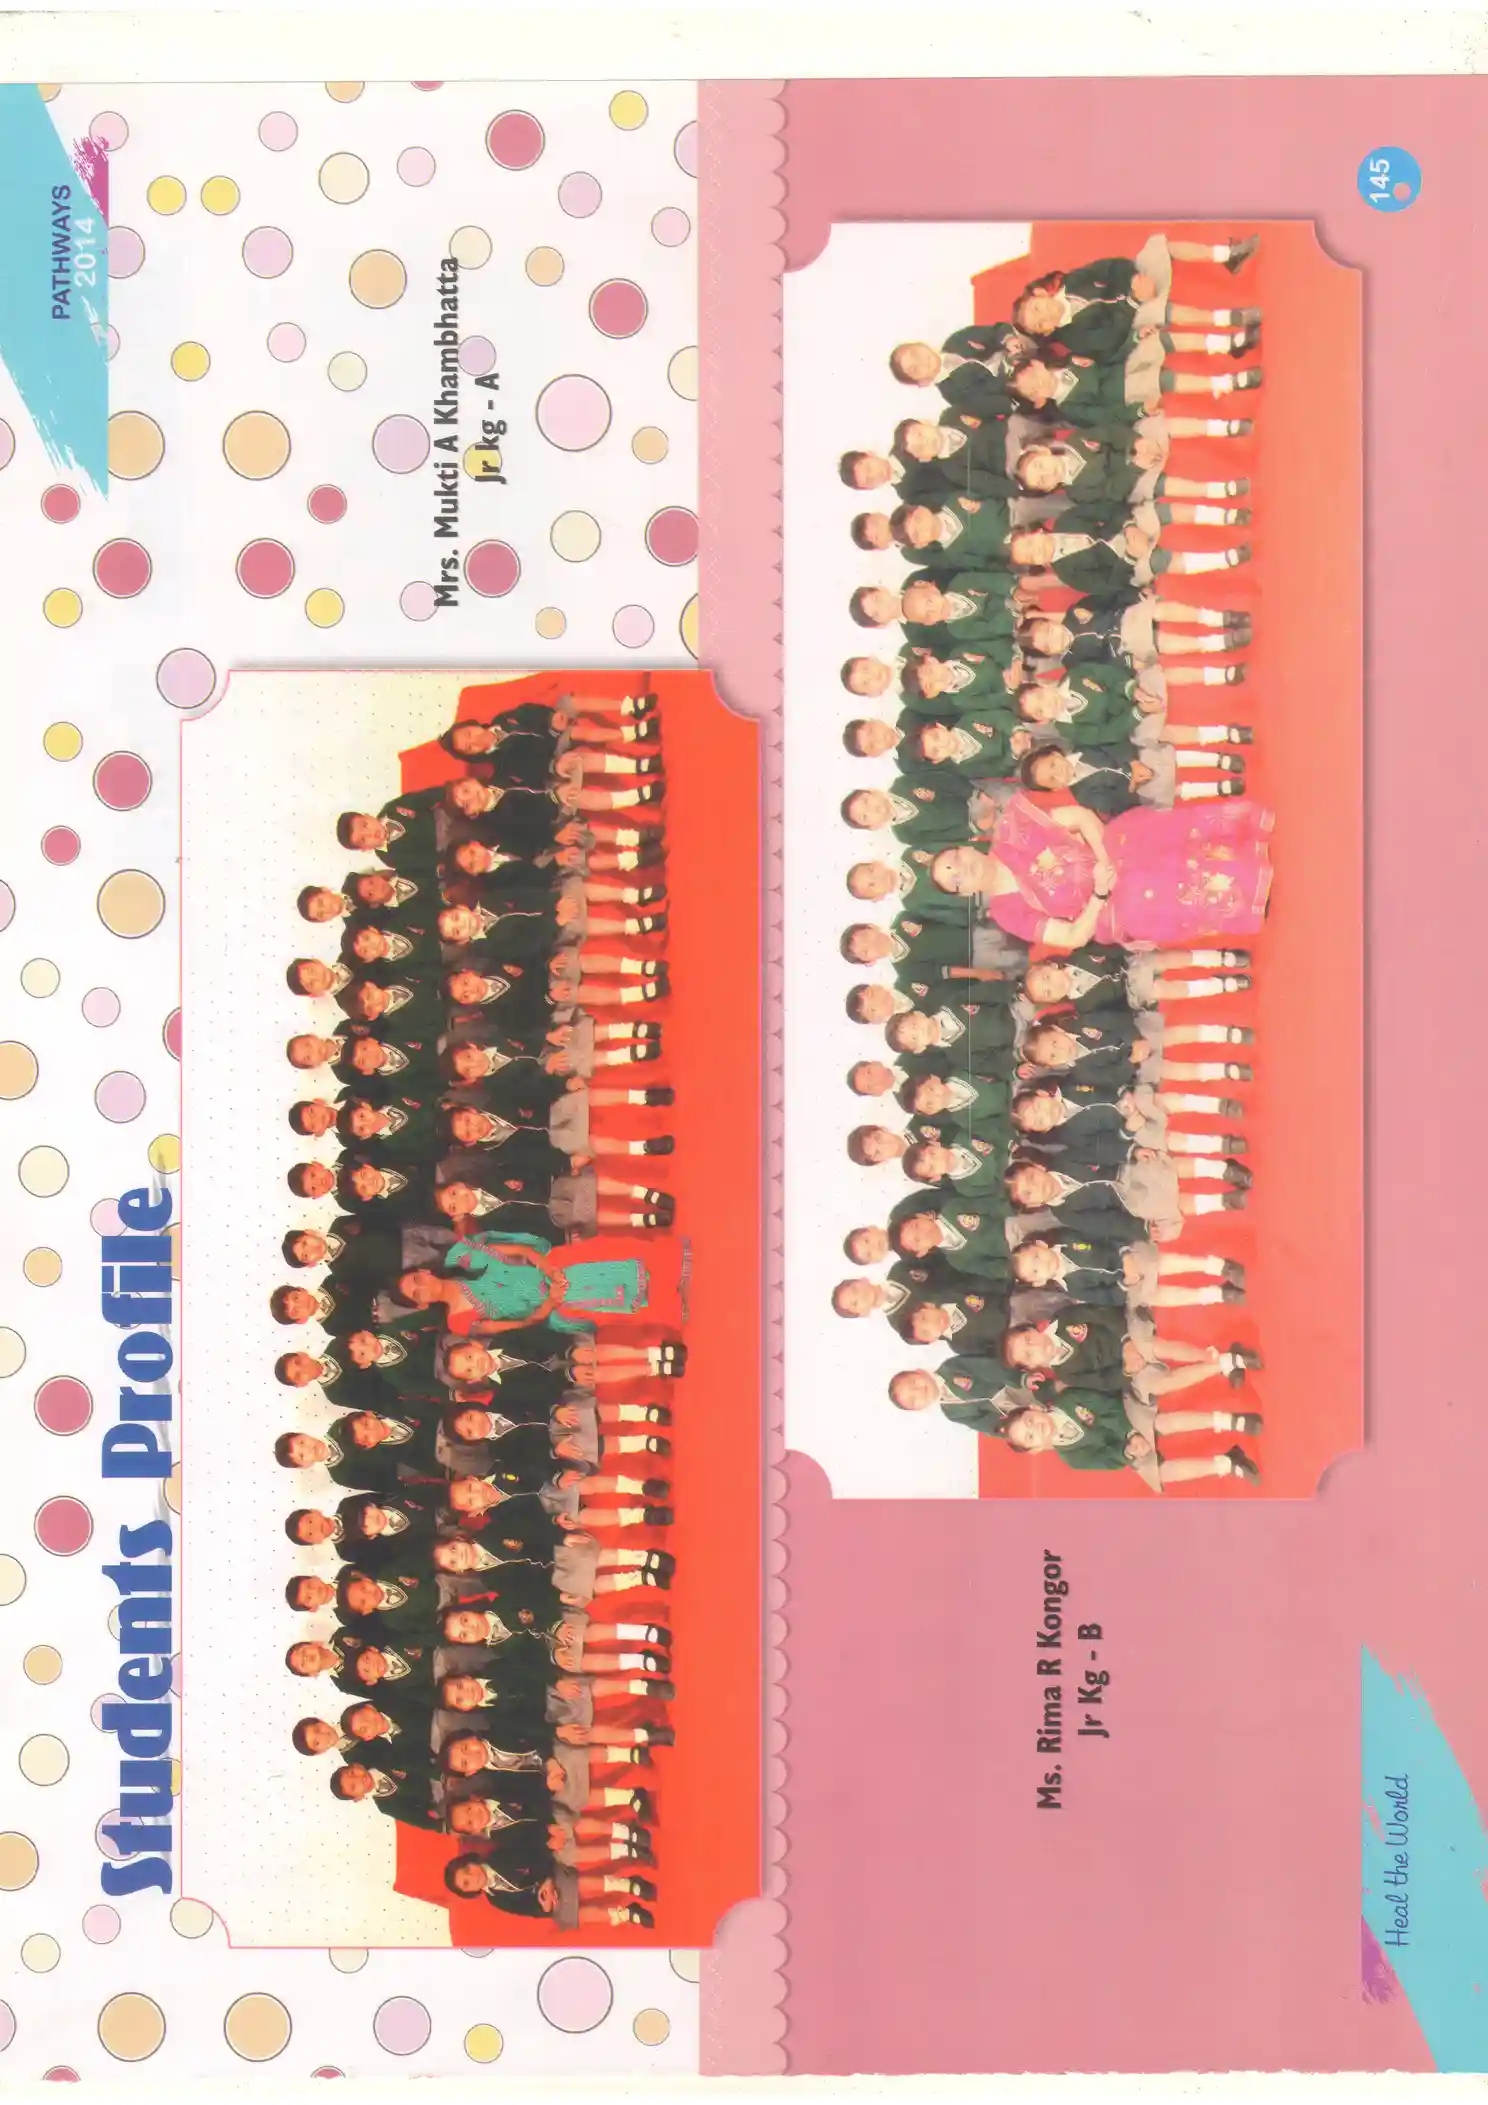 PATHWAYS
2014
Students Profile
Mrs. Mukti A Khambhatta
Jr kg - A
Ms. Rima R Kongor
Jr Kg - B
Heal the World
145